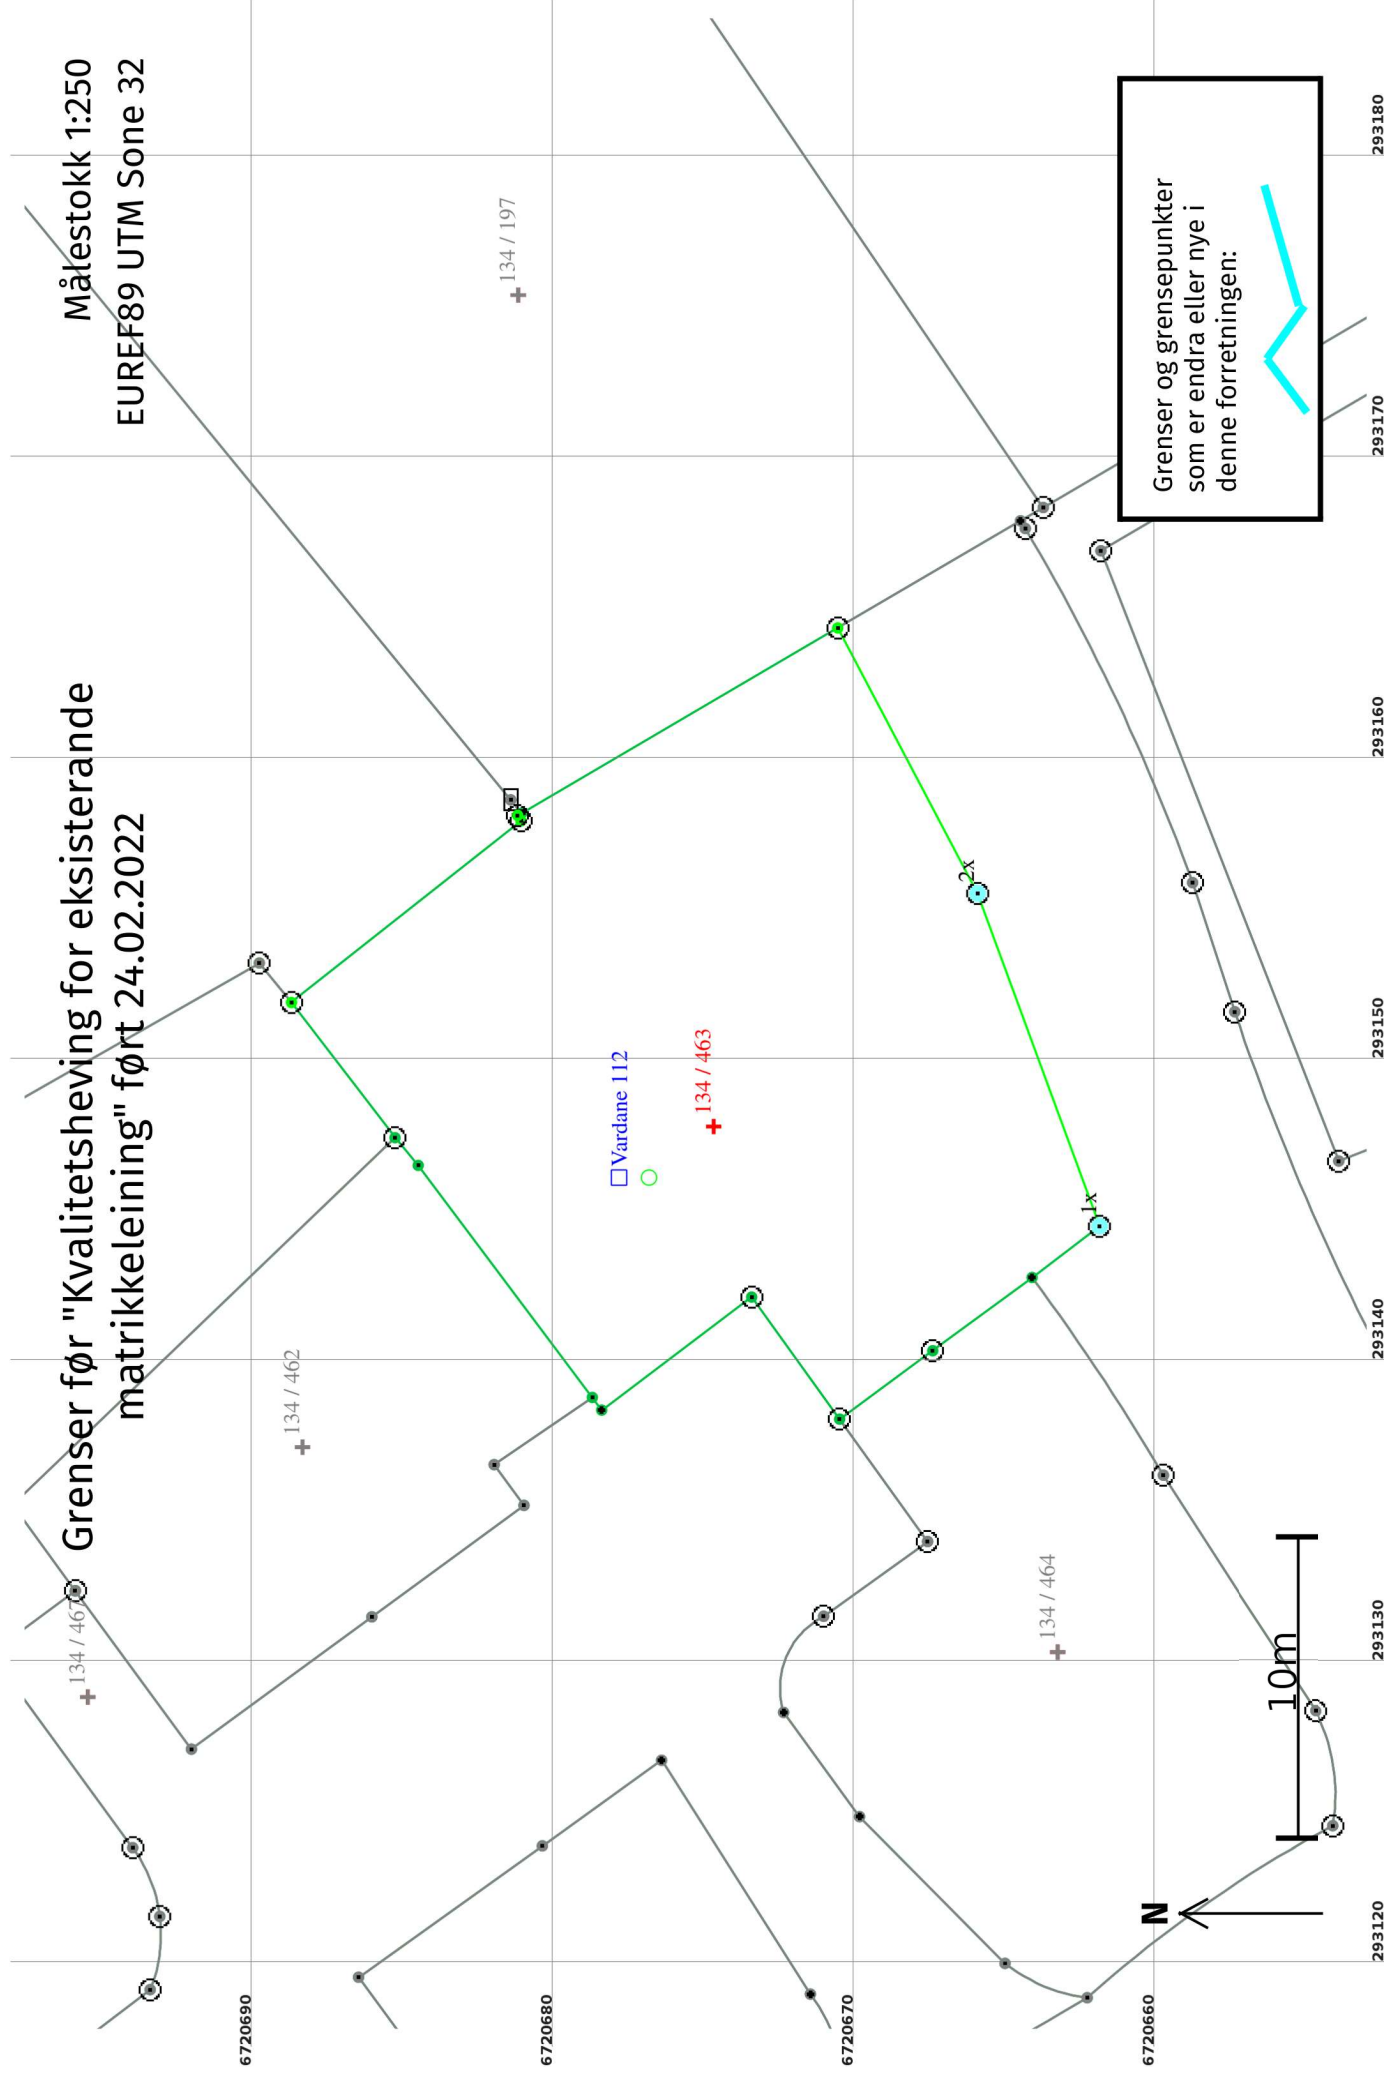 Grenser før "Kvalitetsheving for eksisterande
matrikkeleining" ført 24.02.2022
Målestokk 1:250
EUREF89 UTM Sone 32
134 / 467
134 / 462
134 / 197
6720690
6720680
Vardane 112
134 / 463
6720670
2x
1x
134 / 464
6720660
N
10m
Grenser og grensepunkter
som er endra eller nye i
denne forretningen:
293120
293130
293140
293150
293160
293170
293180